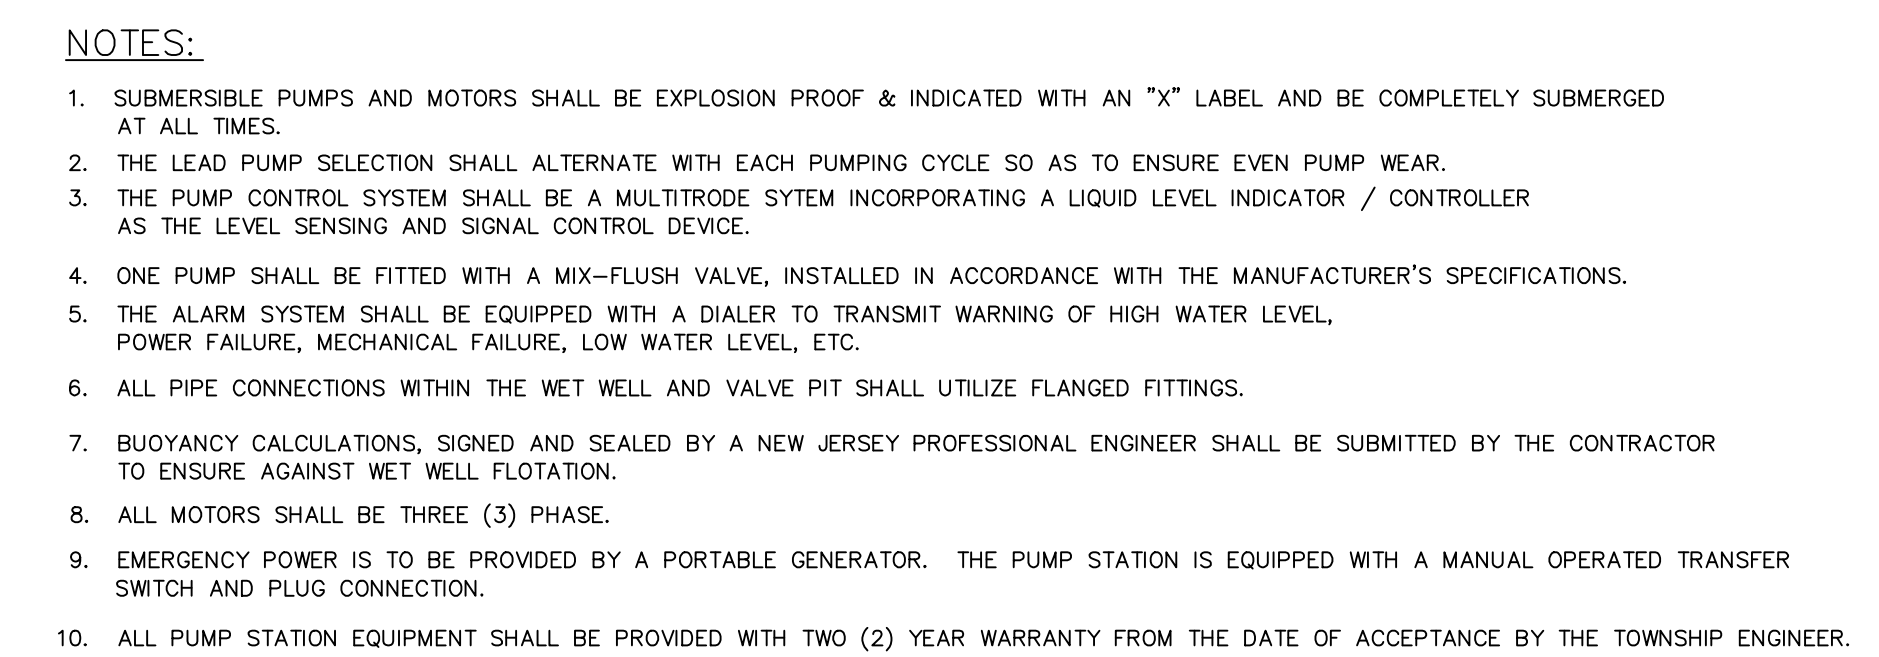 NOTES:
1. SUBMERSIBLE PUMPS AND MOTORS SHALL BE EXPLOSION PROOF & INDICATED WITH AN "X" LABEL AND BE COMPLETELY SUBMERGED
AT ALL TIMES.
2. THE LEAD PUMP SELECTION SHALL ALTERNATE WITH EACH PUMPING CYCLE SO AS TO ENSURE EVEN PUMP WEAR.
3. THE PUMP CONTROL SYSTEM SHALL BE A MULTITRODE SYTEM INCORPORATING A LIQUID LEVEL INDICATOR / CONTROLLER
AS THE LEVEL SENSING AND SIGNAL CONTROL DEVICE.
4. ONE PUMP SHALL BE FITTED WITH A MIX-FLUSH VALVE, INSTALLED IN ACCORDANCE WITH THE MANUFACTURER'S SPECIFICATIONS.
5. THE ALARM SYSTEM SHALL BE EQUIPPED WITH A DIALER TO TRANSMIT WARNING OF HIGH WATER LEVEL,
POWER FAILURE, MECHANICAL FAILURE, LOW WATER LEVEL, ETC.
6. ALL PIPE CONNECTIONS WITHIN THE WET WELL AND VALVE PIT SHALL UTILIZE FLANGED FITTINGS.
7. BUOYANCY CALCULATIONS, SIGNED AND SEALED BY A NEW JERSEY PROFESSIONAL ENGINEER SHALL BE SUBMITTED BY THE CONTRACTOR
TO ENSURE AGAINST WET WELL FLOTATION.
8. ALL MOTORS SHALL BE THREE (3) PHASE.
9. EMERGENCY POWER IS TO BE PROVIDED BY A PORTABLE GENERATOR. THE PUMP STATION IS EQUIPPED WITH A MANUAL OPERATED TRANSFER
SWITCH AND PLUG CONNECTION.
10. ALL PUMP STATION EQUIPMENT SHALL BE PROVIDED WITH TWO (2) YEAR WARRANTY FROM THE DATE OF ACCEPTANCE BY THE TOWNSHIP ENGINEER.